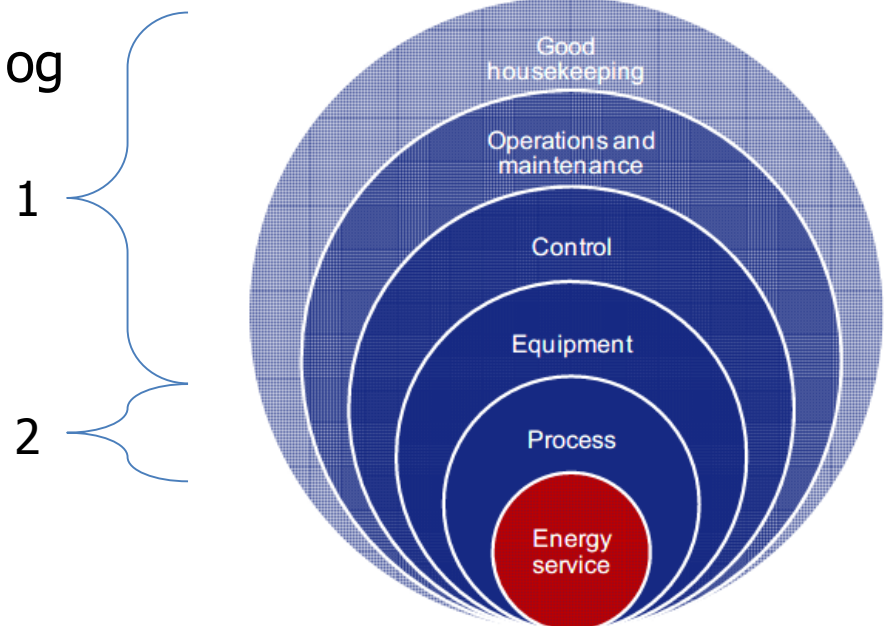 og
1
2
Good
housekeeping
Operations and
maintenance
Control
Equipment
Process
Energy
service